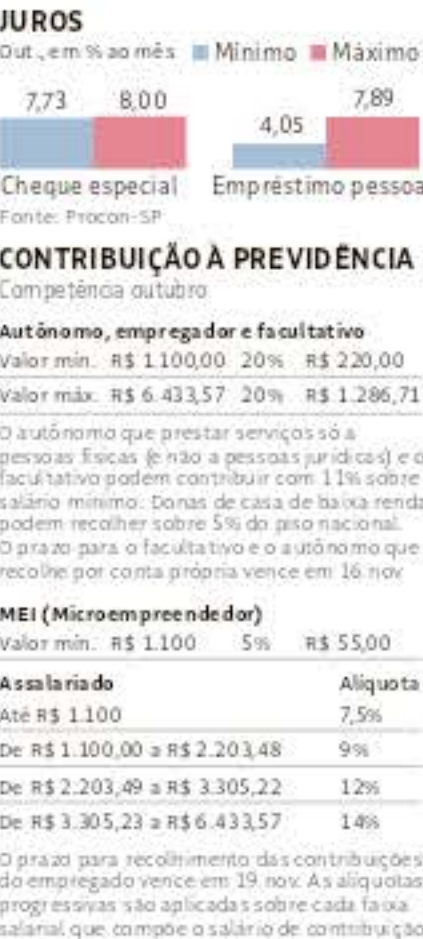 JUROS
Out., em % ao mês Mínimo Máximo
7,73 8,00 4,05 7,89
Cheque especial Empréstimo pessoa
Fonte: Procon-SP
CONTRIBUIÇÃO À PREVIDÊNCIA
Competência outubro
Autônomo, empregador e facultativo
Valor min. R$ 1.100,00 20% R$ 220,00
Valor máx. R$ 6.433,57 20% R$ 1.286,71
O autônomo que prestar serviços só a
pessoas físicas (e não a pessoas jurídicas) e o
facultativo podem contribuir com 11% sobre
salário mínimo. Donas de casa de baixa renda
podem recolher sobre 5% do piso nacional.
O prazo para o facultativo e o autônomo que
recolhe por conta própria vence em 16 nov
MEI (Microempreendedor)
Valor min. R$ 1.100 5% R$ 55,00
Assalariado Alíquota
Até R$ 1.100 7,5%
De R$ 1.100,00 a R$ 2.203,48 9%
De R$ 2.203,49 a R$ 3.305,22 12%
De R$ 3.305,23 a R$ 6.433,57 14%
O prazo para recolhimento das contribuições
do empregado vence em 19 nov. As alíquotas
progressivas são aplicadas sobre cada faixa
salarial que compõe o salário de contribuição